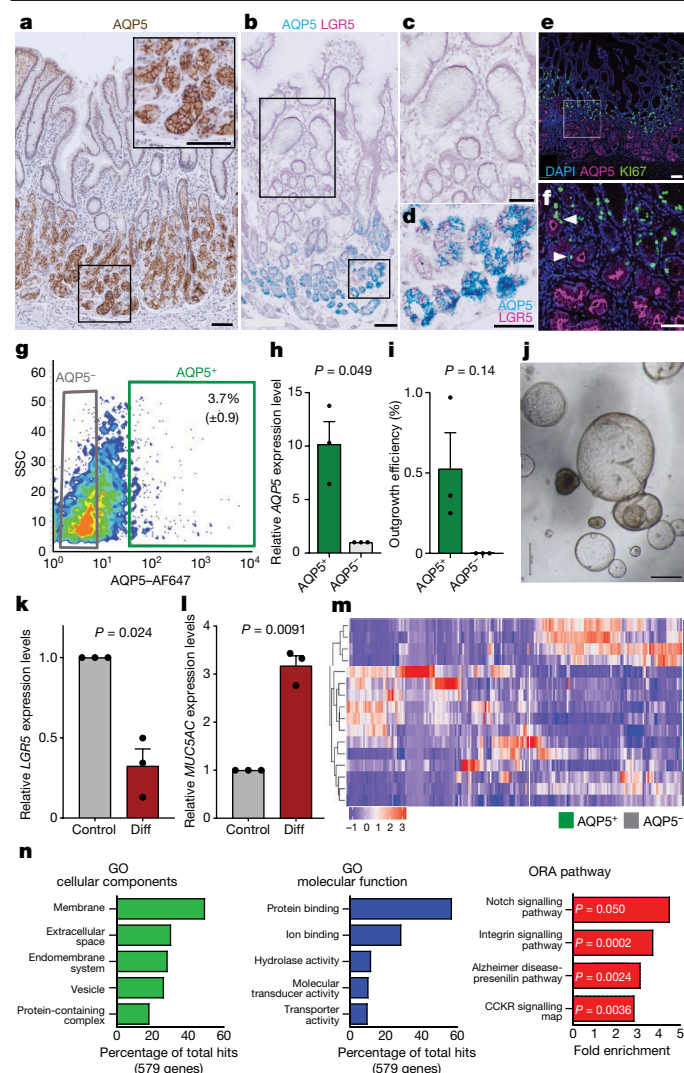 a
AQP5
b
AQP5 LGR5
c
d
AQP5
LGR5
e
DAPI AQP5 KI67
f
g
AQP5–
AQP5+
3.7%
(±0.9)
SSC
60
50
40
30
20
10
0
10⁰ 10¹ 10² 10³ 10⁴
AQP5–AF647
h
P = 0.049
Relative AQP5 expression level
15
10
5
0
AQP5+ AQP5–
i
P = 0.14
Outgrowth efficiency (%)
1.0
0.5
0
AQP5+ AQP5–
j
k
P = 0.024
Relative LGR5 expression levels
1.0
0.5
0
Control Diff
l
P = 0.0091
Relative MUC5AC expression levels
4
3
2
1
0
Control Diff
m
–1 0 1 2 3
AQP5+ AQP5–
n
GO
cellular components
Membrane
Extracellular
space
Endomembrane
system
Vesicle
Protein-containing
complex
0 20 40 60
Percentage of total hits
(579 genes)
GO
molecular function
Protein binding
Ion binding
Hydrolase activity
Molecular
transducer activity
Transporter
activity
0 20 40 60
Percentage of total hits
(579 genes)
ORA pathway
Notch signalling
pathway
P = 0.050
Integrin signalling
pathway
P = 0.0002
Alzheimer disease-
presenilin pathway
P = 0.0024
CCKR signalling
map
P = 0.0036
0 1 2 3 4 5
Fold enrichment